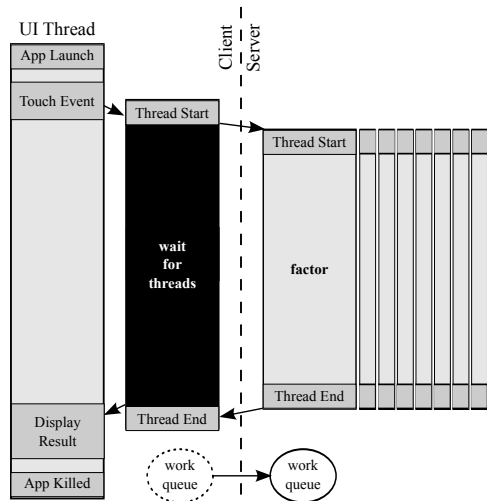 UI Thread
App Launch
Touch Event
Display
Result
App Killed
Thread Start
wait
for
threads
Thread End
Client
Server
Thread Start
factor
Thread End
work
queue
work
queue